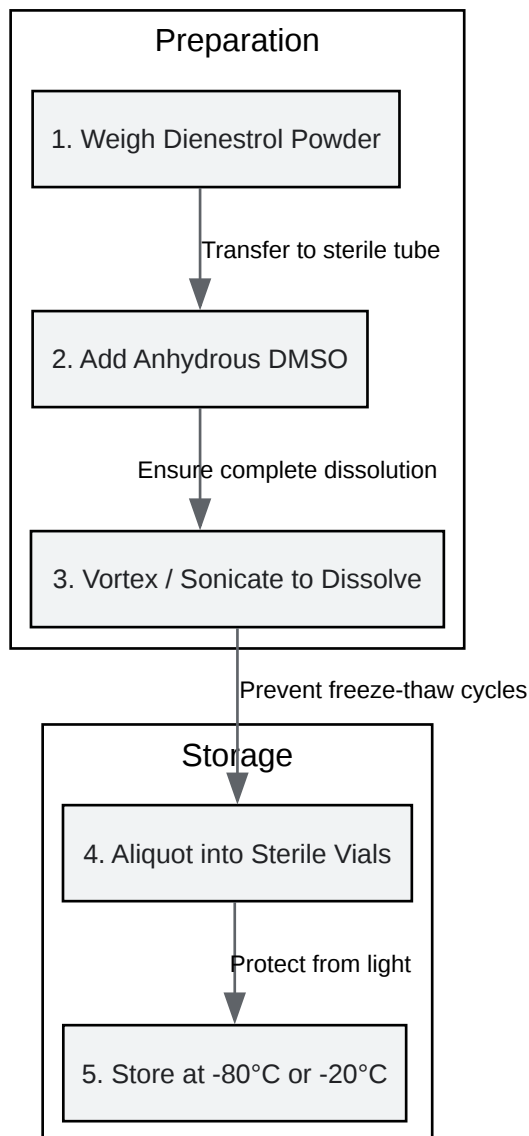 Preparation
1. Weigh Dienestrol Powder
Transfer to sterile tube
2. Add Anhydrous DMSO
Ensure complete dissolution
3. Vortex / Sonicate to Dissolve
Prevent freeze-thaw cycles
Storage
4. Aliquot into Sterile Vials
Protect from light
5. Store at -80°C or -20°C